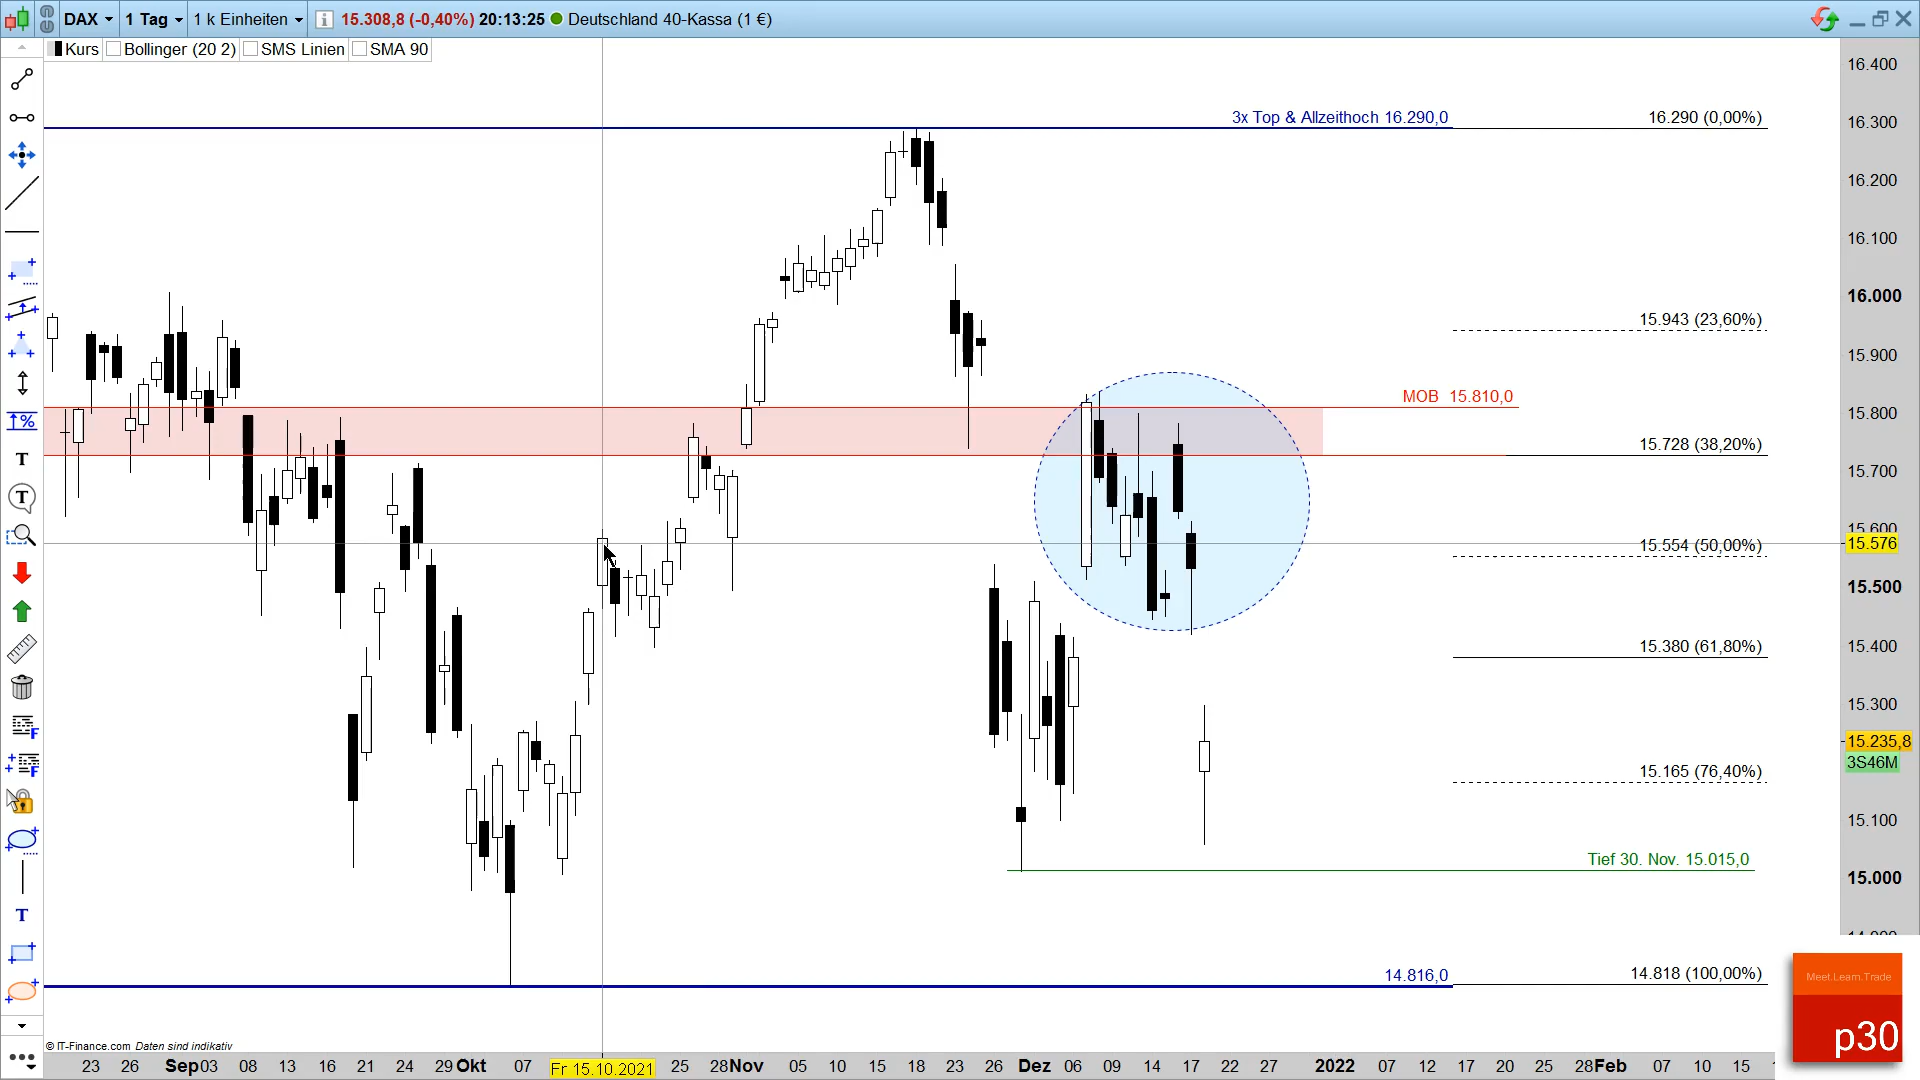 DAX 1 Tag 1 k Einheiten i 15.308,8 (-0,40%) 20:13:25 Deutschland 40-Kassa (1 €)
Kurs Bollinger (20 2) SMS Linien SMA 90
16.400
3x Top & Allzeithoch 16.290,0 16.290 (0,00%)
16.300
16.200
16.100
16.000
15.943 (23,60%)
15.900
MOB 15.810,0
15.800
15.728 (38,20%)
15.700
15.600
15.554 (50,00%) 15.576
15.500
15.380 (61,80%) 15.400
15.300
15.235,8
3S46M
15.165 (76,40%)
15.100
Tief 30. Nov. 15.015,0
15.000
14.816,0 14.818 (100,00%)
Meet.Learn.Trade
p30
© IT-Finance.com Daten sind indikativ
23 26 Sep 03 08 13 16 21 24 29 Okt 07 Fr 15.10.2021 25 28 Nov 05 10 15 18 23 26 Dez 06 09 14 17 22 27 2022 07 12 17 20 25 28 Feb 07 10 15
%
T
T
F
F
T